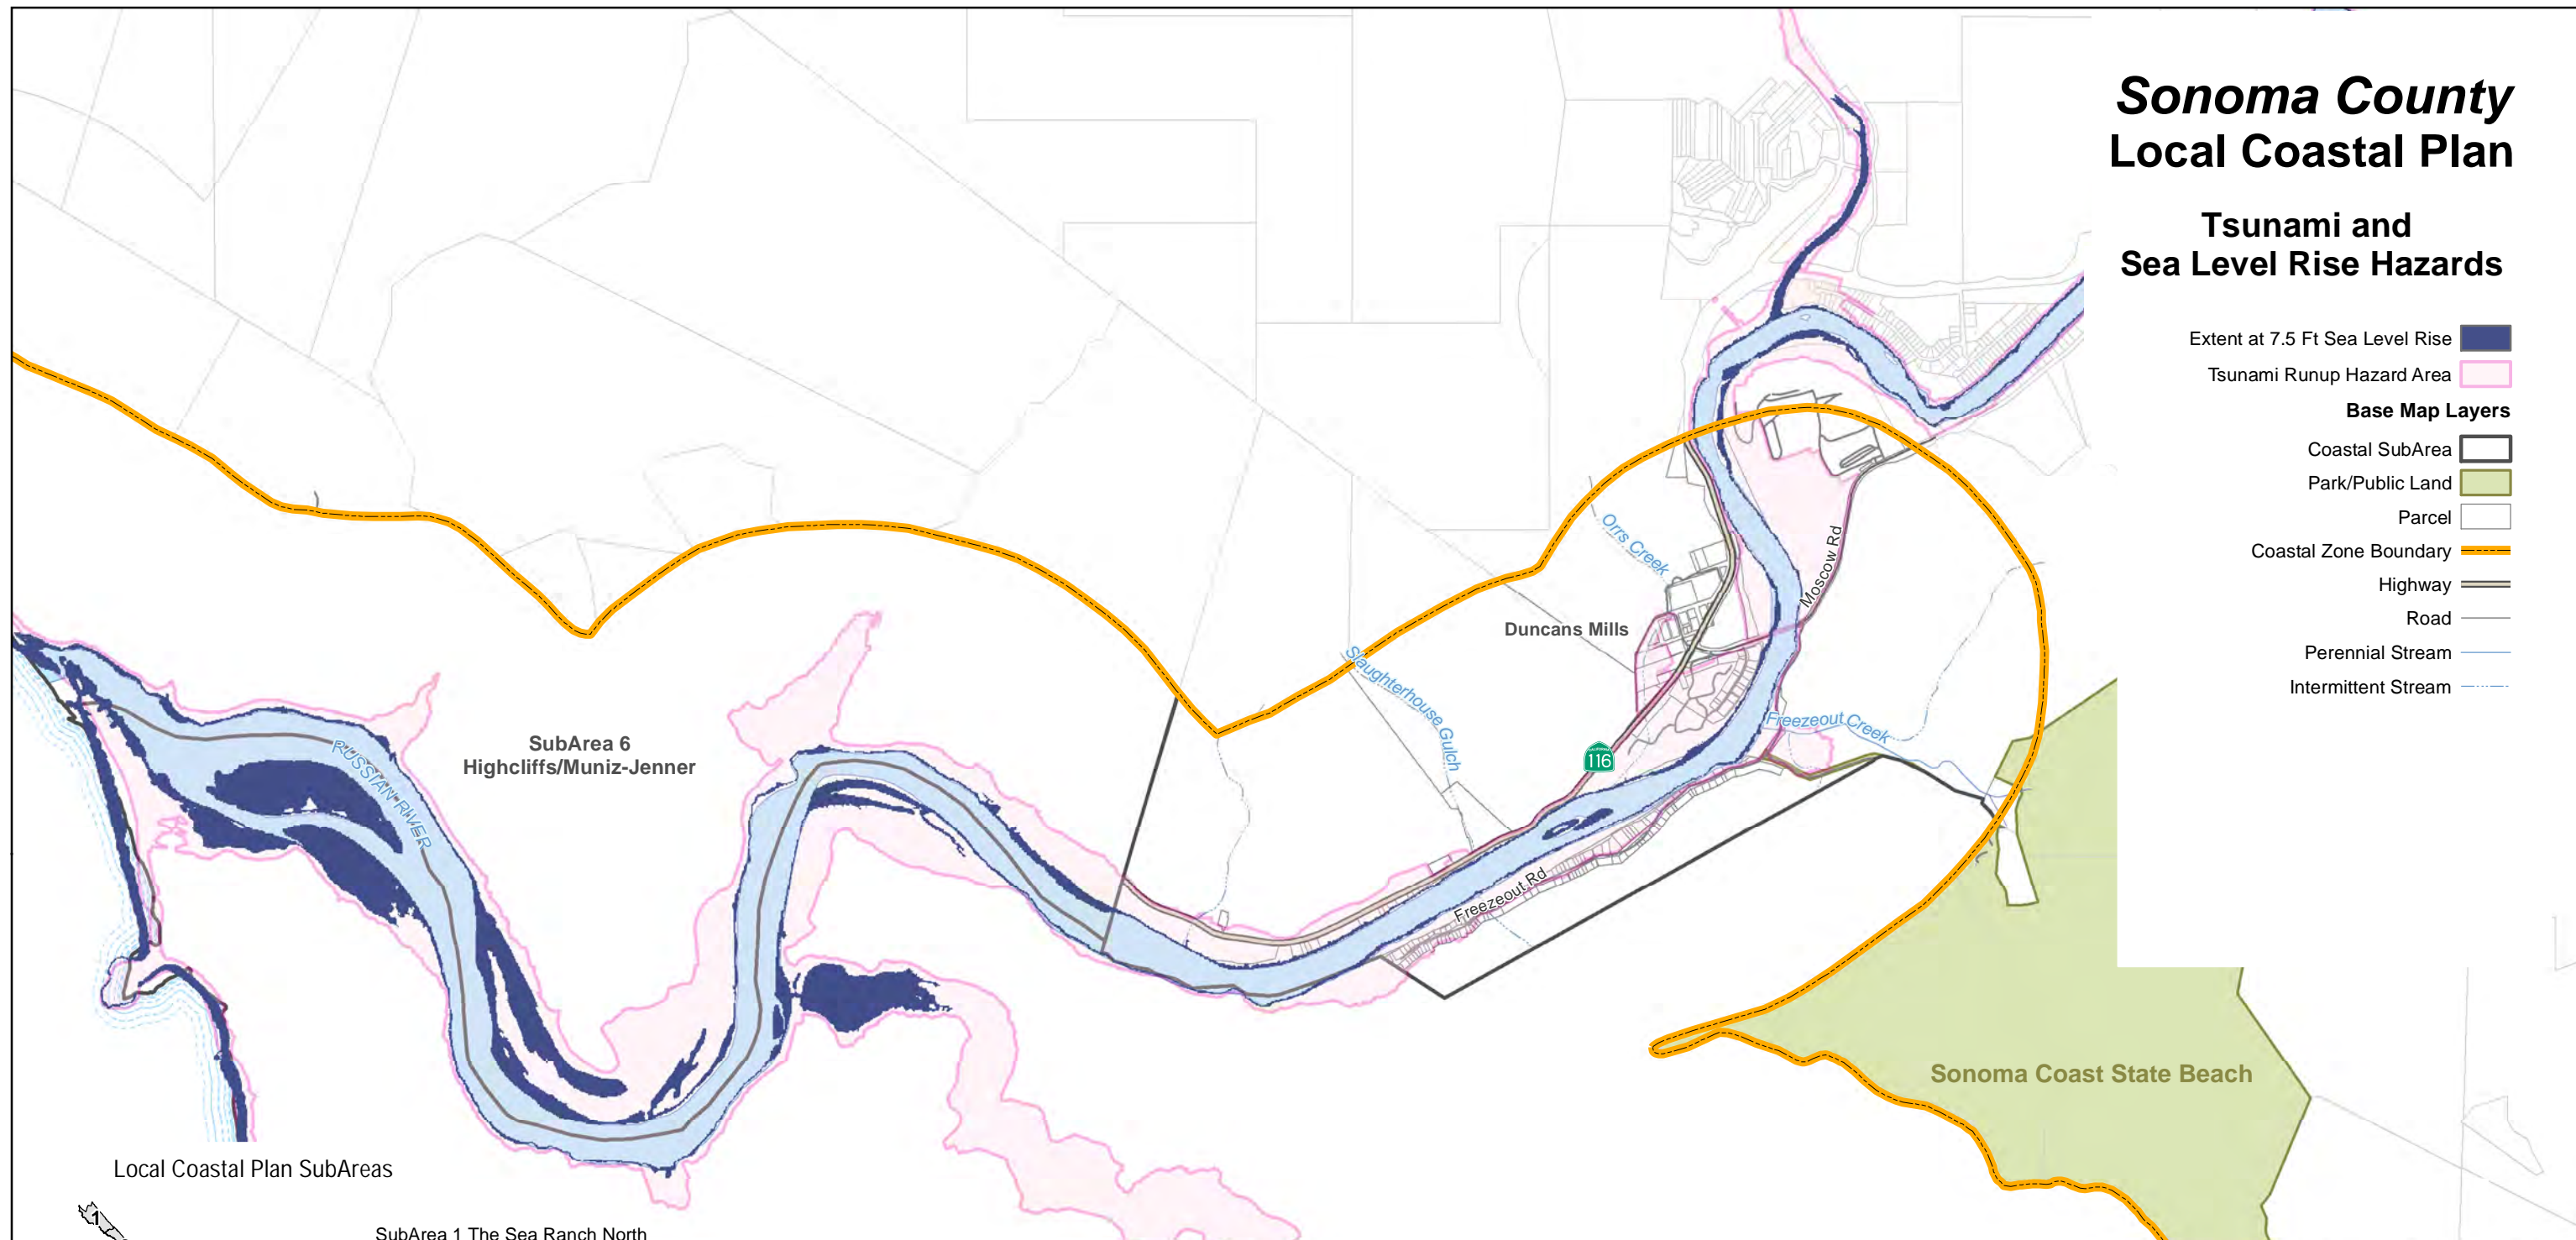 Sonoma County
Local Coastal Plan
Tsunami and
Sea Level Rise Hazards
Extent at 7.5 Ft Sea Level Rise
Tsunami Runup Hazard Area
Base Map Layers
Coastal SubArea
Park/Public Land
Parcel
Coastal Zone Boundary
Highway
Road
Perennial Stream
Intermittent Stream
Orrs Creek
Moscow Rd
Duncans Mills
Slaughterhouse Gulch
Freezeout Creek
SubArea 6
Highcliffs/Muniz-Jenner
RUSSIAN RIVER
CALIFORNIA
116
Freezeout Rd
Sonoma Coast State Beach
Local Coastal Plan SubAreas
1
SubArea 1 The Sea Ranch North